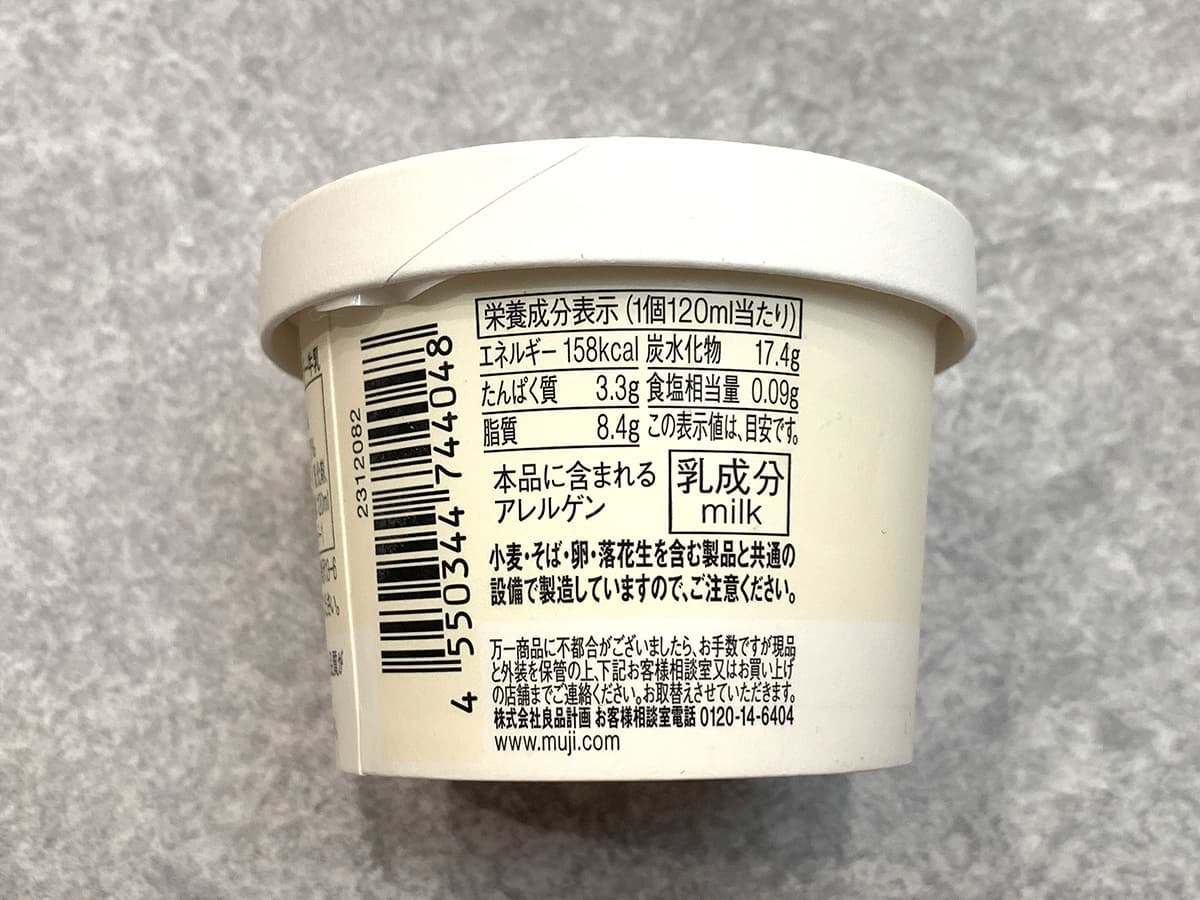 栄養成分表示(1個120ml当たり)
エネルギー 158kcal 炭水化物 17.4g
たんぱく質 3.3g 食塩相当量 0.09g
脂質 8.4g この表示値は、目安です。
本品に含まれる
アレルゲン
乳成分
milk
小麦・そば・卵・落花生を含む製品と共通の
設備で製造していますので、ご注意ください。
万一商品に不都合がございましたら、お手数ですが現品
と外装を保管の上、下記お客様相談室又はお買い上げ
の店舗までご連絡ください。お取替えさせていただきます。
株式会社良品計画 お客様相談室電話 0120-14-6404
www.muji.com
2312082
4 550344 744048
牛乳